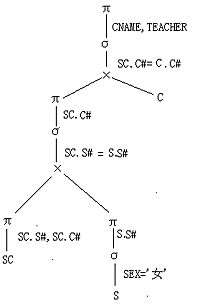 π
CNAME,TEACHER
σ
SC.C#= C.C#
×
π
C
SC.C#
σ
SC.S# = S.S#
×
π
π
SC.S#,SC.C#
S.S#
SC
σ
SEX='女'
S